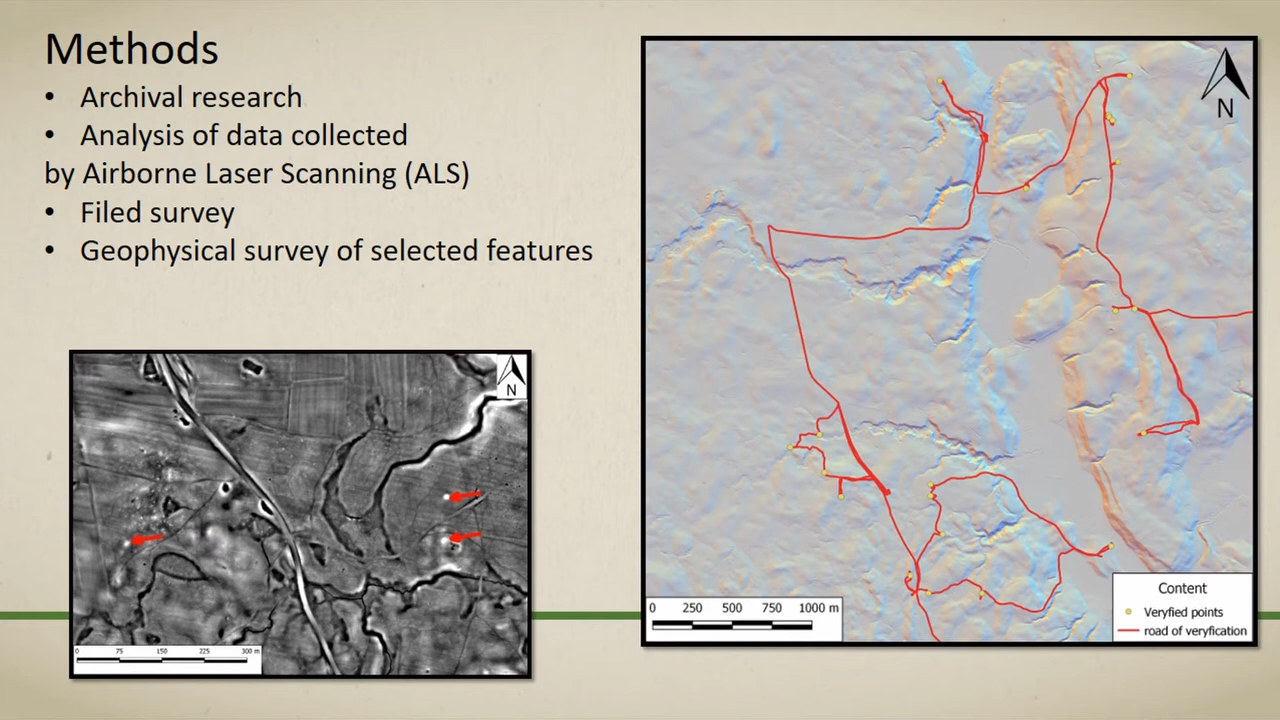 Methods
• Archival research
• Analysis of data collected
by Airborne Laser Scanning (ALS)
• Filed survey
• Geophysical survey of selected features
N
0 75 150 225 300 m
N
0 250 500 750 1000 m
Content
Veryfied points
road of veryfication